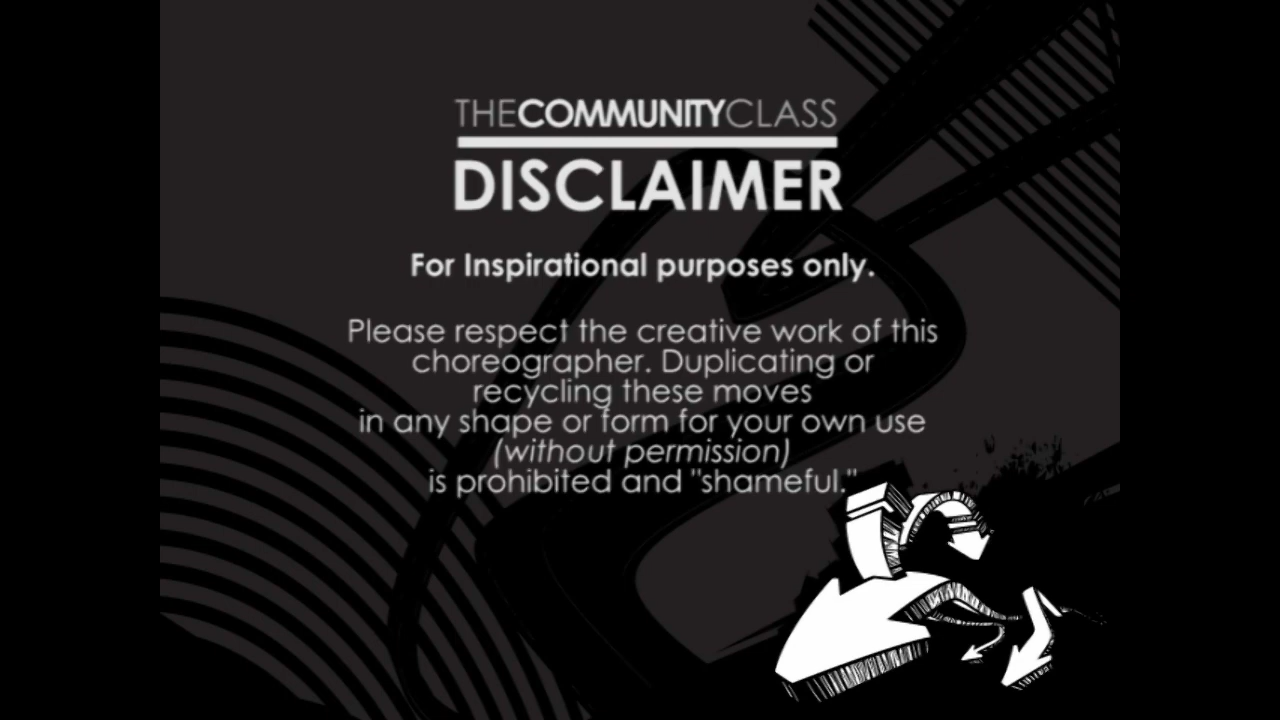 THECOMMUNITYCLASS
DISCLAIMER
For Inspirational purposes only.
Please respect the creative work of this
choreographer. Duplicating or
recycling these moves
in any shape or form for your own use
(without permission)
is prohibited and "shameful."